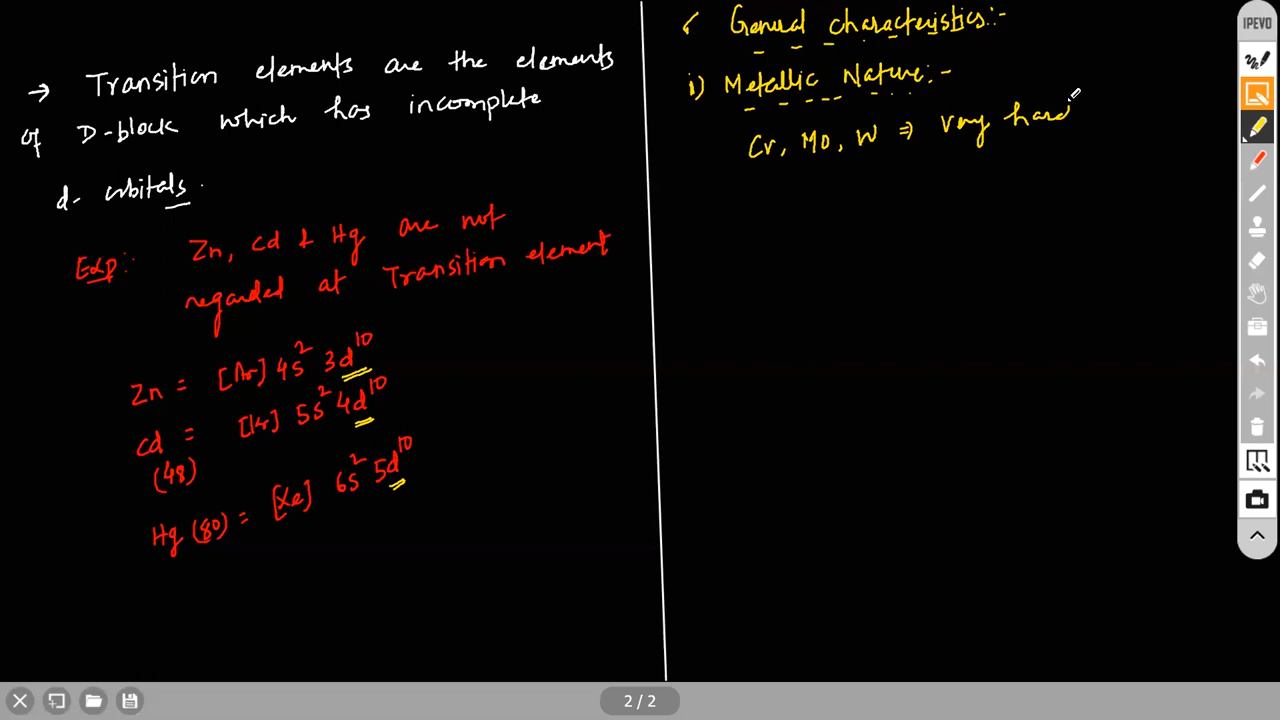 → Transition elements are the elements
of D-block which has incomplete
d- orbitals.
Exp:- Zn, Cd & Hg are not
regarded at Transition element
Zn = [Ar] 4s² 3d¹⁰
Cd = [Kr] 5s² 4d¹⁰
(48)
Hg (80) = [Xe] 6s² 5d¹⁰
General characteristics:-
i) Metallic Nature:-
Cr, Mo, W ⇒ Very hard
IPEVO
2 / 2